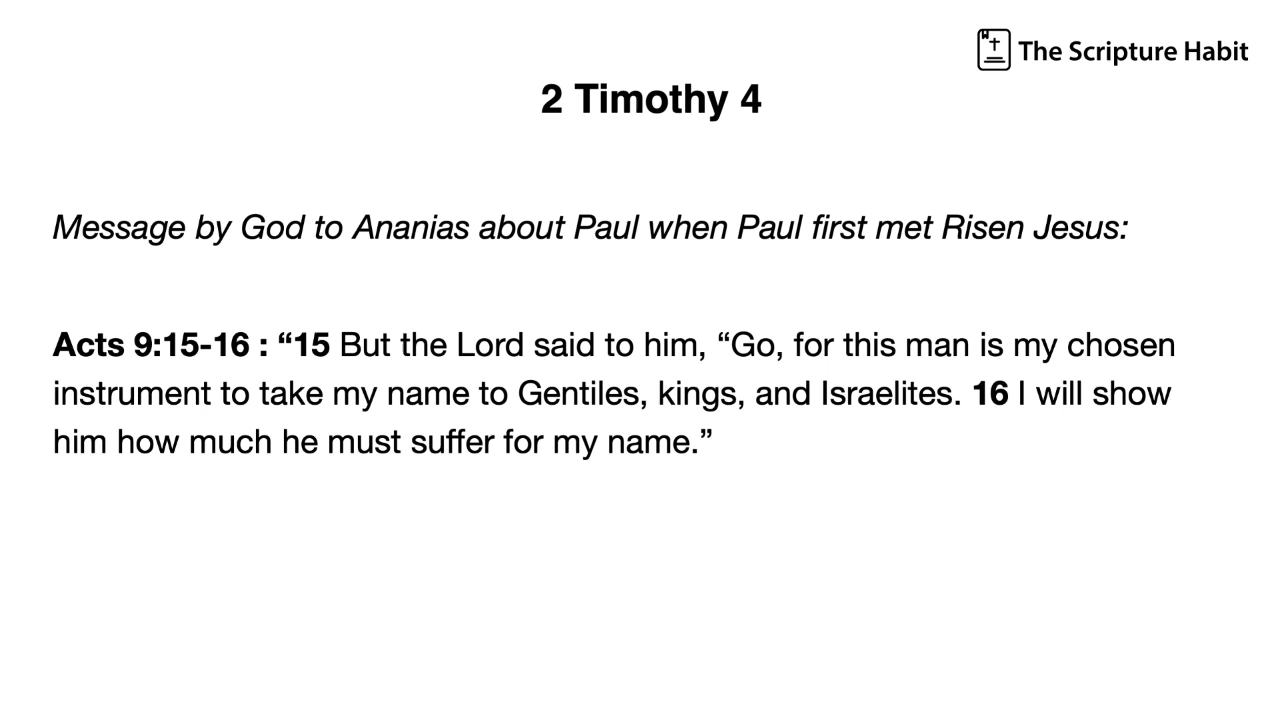 The Scripture Habit
2 Timothy 4
Message by God to Ananias about Paul when Paul first met Risen Jesus:
Acts 9:15-16 : “15 But the Lord said to him, “Go, for this man is my chosen
instrument to take my name to Gentiles, kings, and Israelites. 16 I will show
him how much he must suffer for my name.”